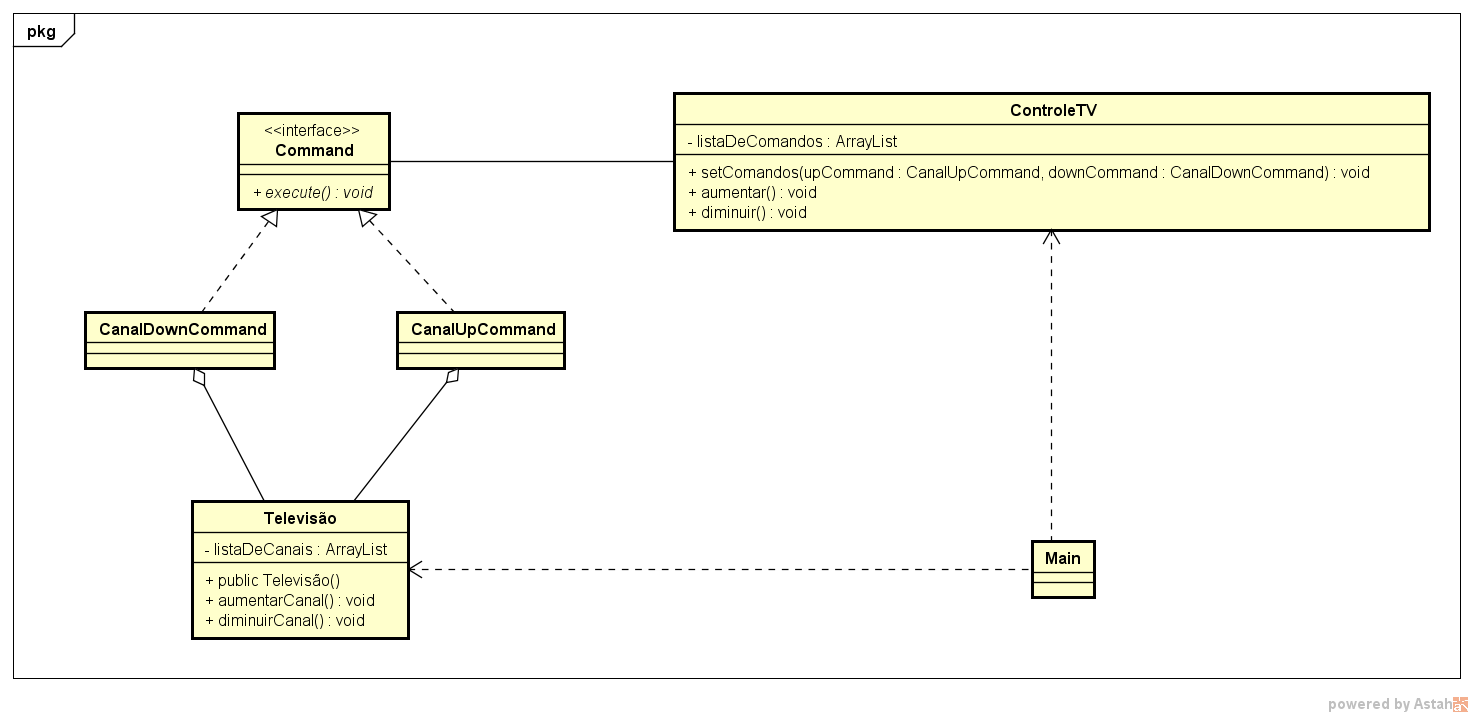 pkg
<<interface>>
Command
+ execute() : void
ControleTV
- listaDeComandos : ArrayList
+ setComandos(upCommand : CanalUpCommand, downCommand : CanalDownCommand) : void
+ aumentar() : void
+ diminuir() : void
CanalDownCommand
CanalUpCommand
Televisão
- listaDeCanais : ArrayList
+ public Televisão()
+ aumentarCanal() : void
+ diminuirCanal() : void
Main
powered by Astah